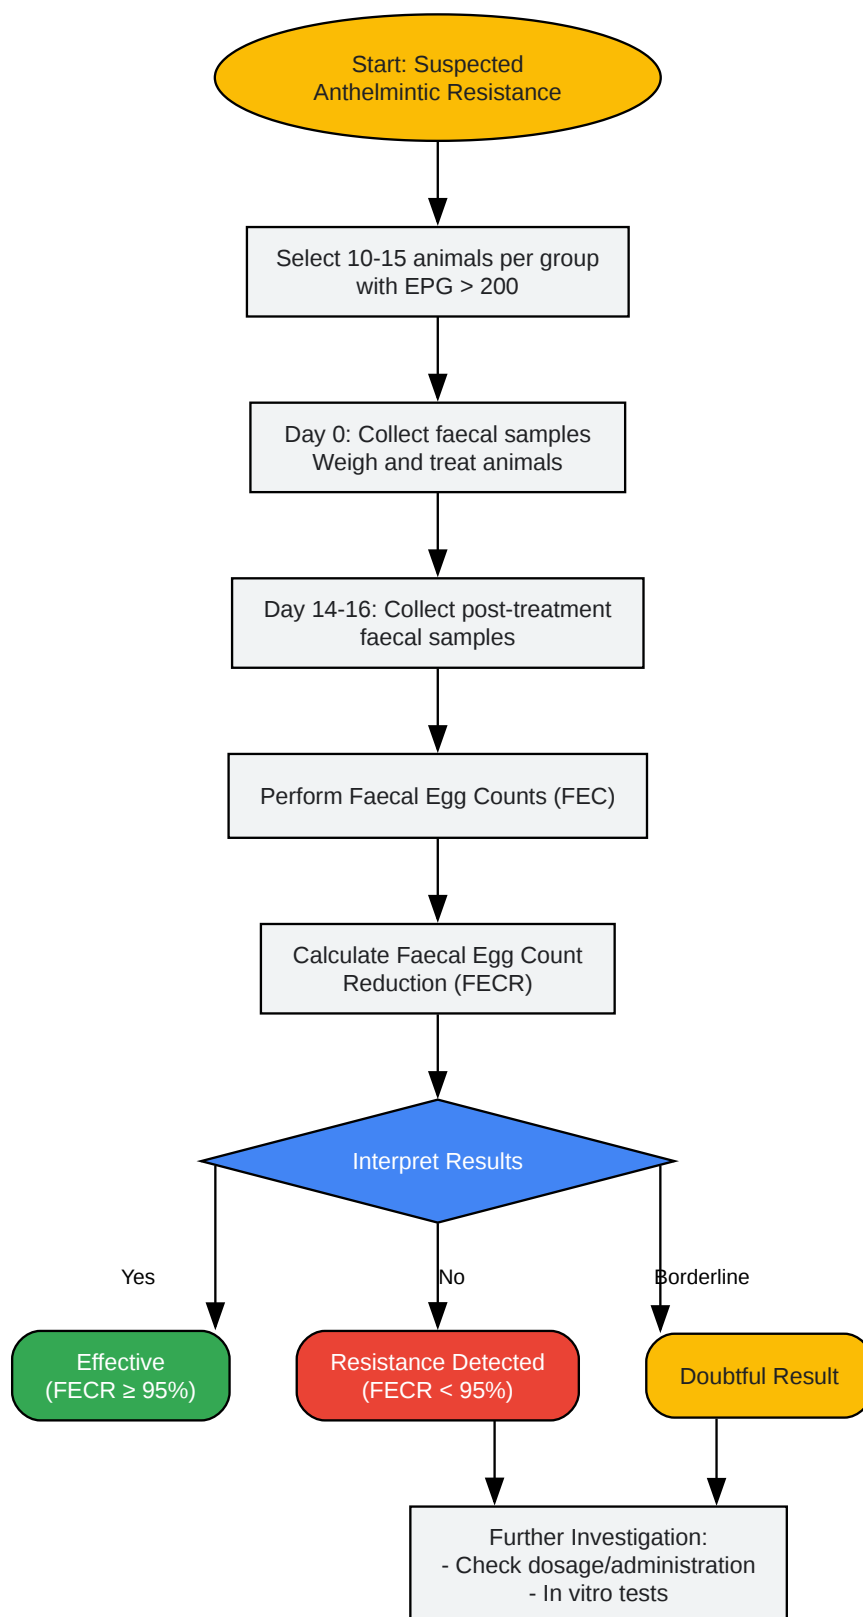 Start: Suspected
Anthelmintic Resistance
Select 10-15 animals per group
with EPG > 200
Day 0: Collect faecal samples
Weigh and treat animals
Day 14-16: Collect post-treatment
faecal samples
Perform Faecal Egg Counts (FEC)
Calculate Faecal Egg Count
Reduction (FECR)
Interpret Results
Yes
No
Borderline
Effective
(FECR ≥ 95%)
Resistance Detected
(FECR < 95%)
Doubtful Result
Further Investigation:
- Check dosage/administration
- In vitro tests